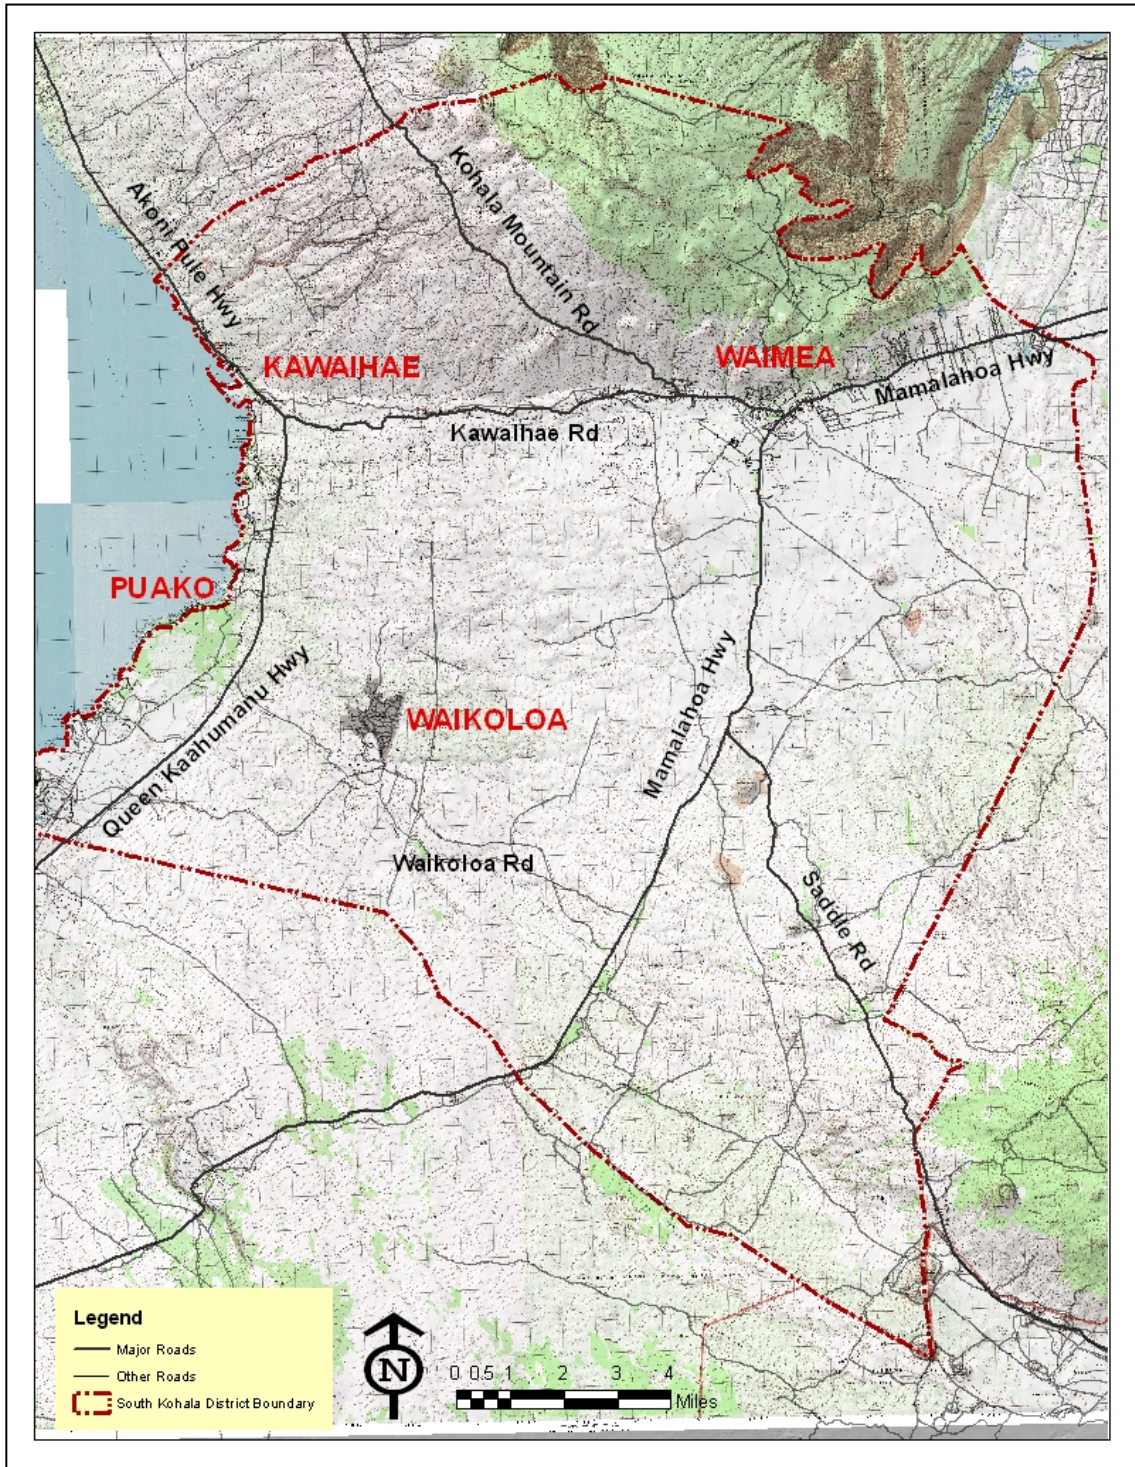 Akoni Pule Hwy
Kohala Mountain Rd
KAWAIHAE
WAIMEA
Mamalahoa Hwy
Kawaihae Rd
PUAKO
Mamalahoa Hwy
Queen Kaahumanu Hwy
WAIKOLOA
Waikoloa Rd
Saddle Rd
Legend
Major Roads
Other Roads
South Kohala District Boundary
N
0 0.5 1 2 3 4
Miles